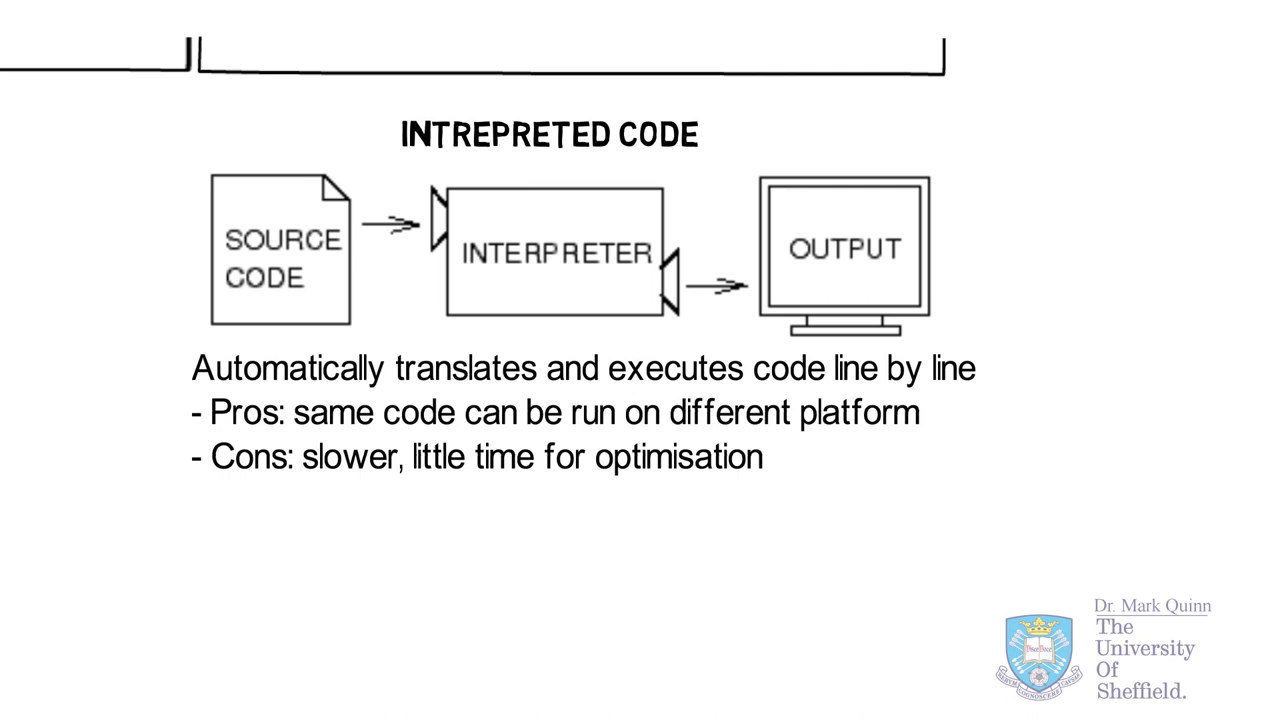 INTREPRETED CODE
SOURCE
CODE
INTERPRETER
OUTPUT
Automatically translates and executes code line by line
- Pros: same code can be run on different platform
- Cons: slower, little time for optimisation
Dr. Mark Quinn
The
University
Of
Sheffield.